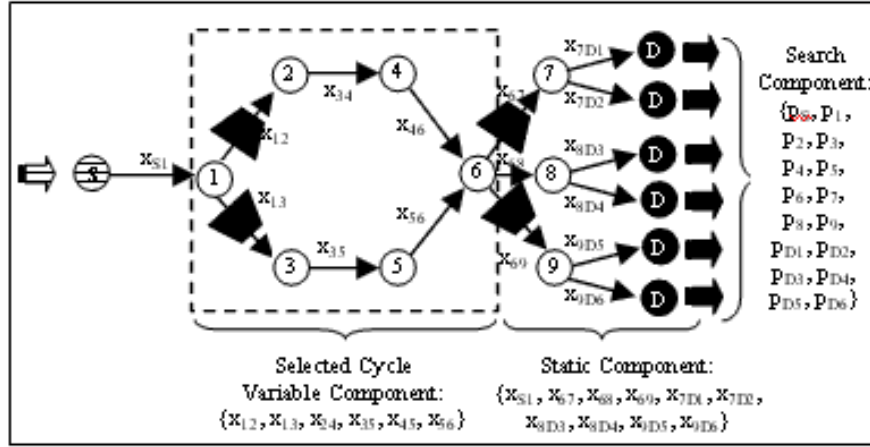 x7D1
x7D2
x8D3
x8D4
x9D5
x9D6
D
D
D
D
D
D
2
4
7
x34
x12
x46
xS1
1
6
8
x68
x13
x56
x69
3
x35
5
9
Search
Component:
p1,
p2, p3,
p4, p5,
p6, p7,
p8, p9,
pD1, pD2,
pD3, pD4,
pD5, pD6}
Selected Cycle
Variable Component:
{x12, x13, x24, x35, x45, x56}
Static Component:
{xS1, x67, x68, x69, x7D1, x7D2,
x8D3, x8D4, x9D5, x9D6}